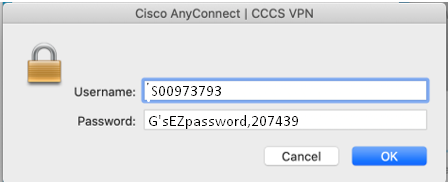 Cisco AnyConnect | CCCS VPN
Username: S00973793
Password: G'sEZpassword,207439
Cancel OK